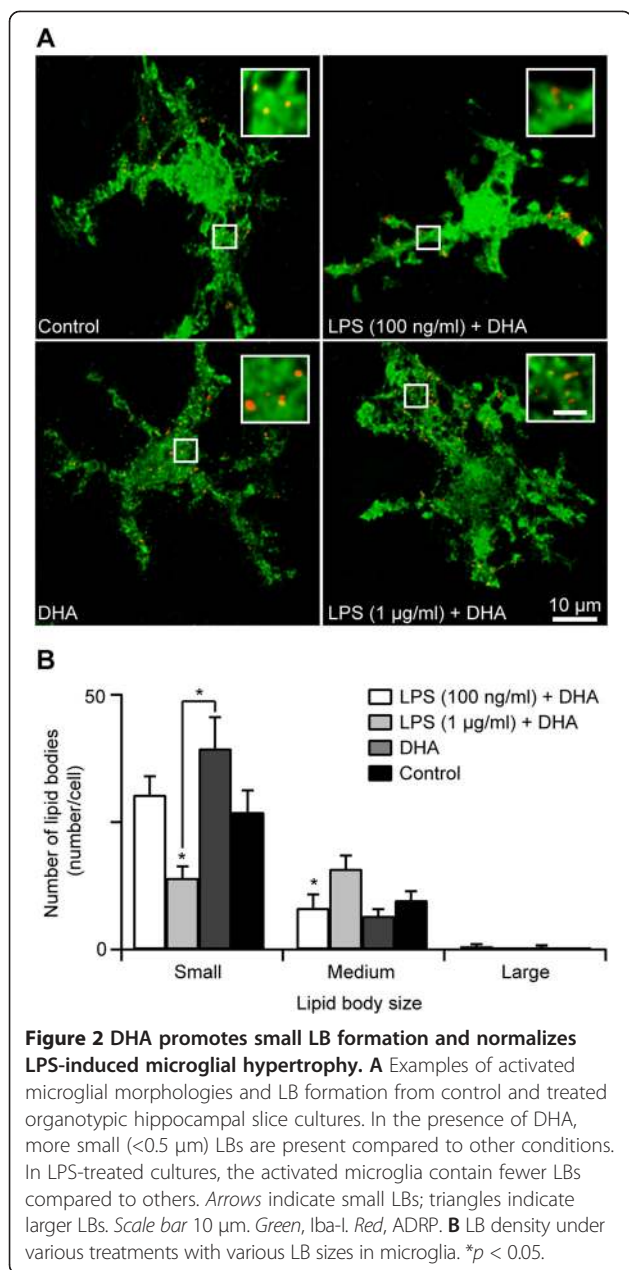 A
Control
LPS (100 ng/ml) + DHA
DHA
LPS (1 µg/ml) + DHA
10 µm
B
50
0
Number of lipid bodies
(number/cell)
*
*
*
LPS (100 ng/ml) + DHA
LPS (1 µg/ml) + DHA
DHA
Control
Small
Medium
Large
Lipid body size
Figure 2 DHA promotes small LB formation and normalizes
LPS-induced microglial hypertrophy. A Examples of activated
microglial morphologies and LB formation from control and treated
organotypic hippocampal slice cultures. In the presence of DHA,
more small (<0.5 µm) LBs are present compared to other conditions.
In LPS-treated cultures, the activated microglia contain fewer LBs
compared to others. Arrows indicate small LBs; triangles indicate
larger LBs. Scale bar 10 µm. Green, Iba-I. Red, ADRP. B LB density under
various treatments with various LB sizes in microglia. *p < 0.05.